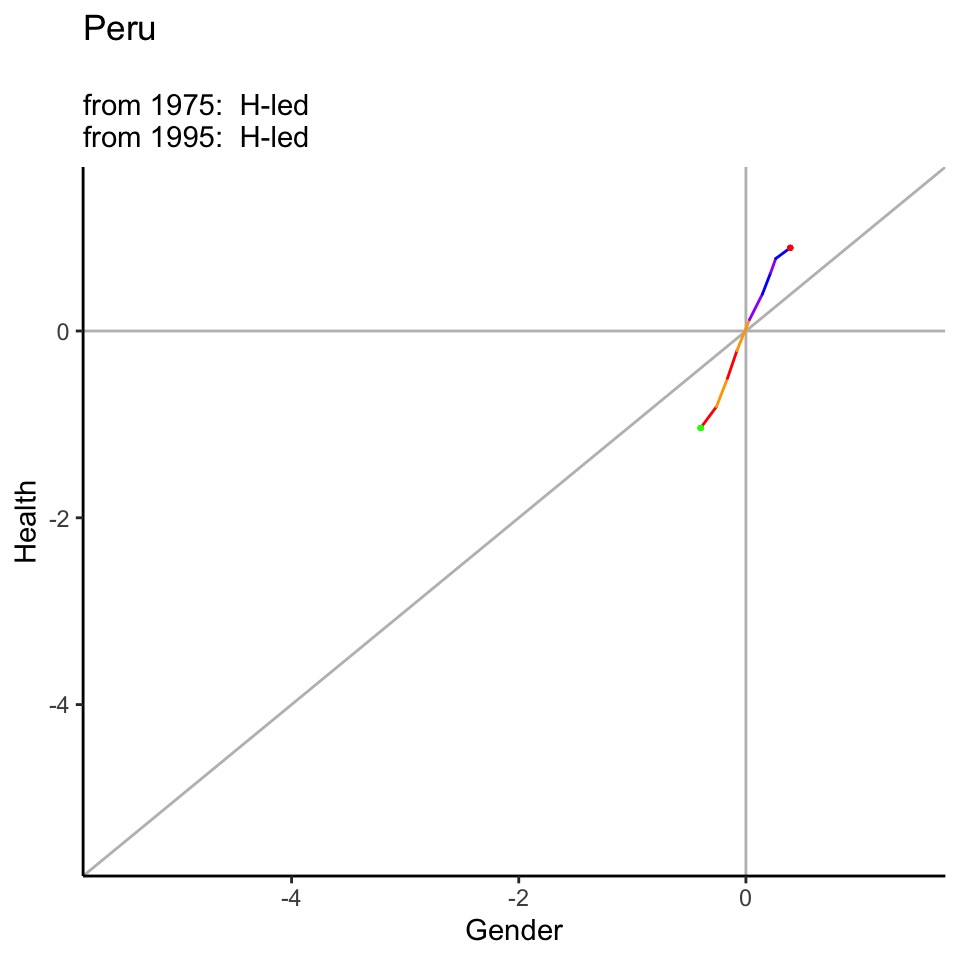 Peru
from 1975:  H-led
from 1995:  H-led
Health
0
-2
-4
-4
-2
0
Gender